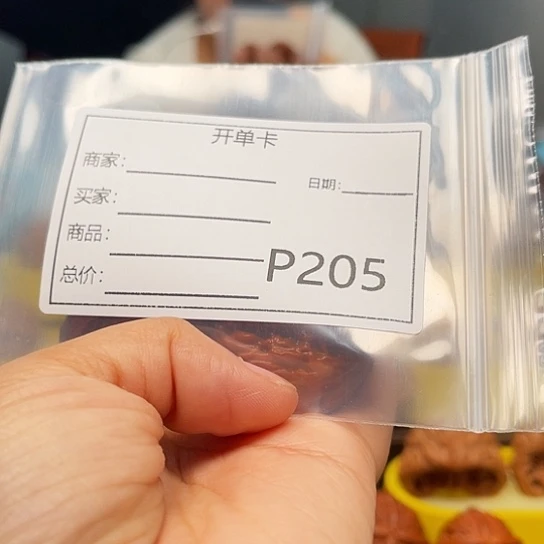 开单卡
商家：
日期：
买家：
商品：
总价：
P205